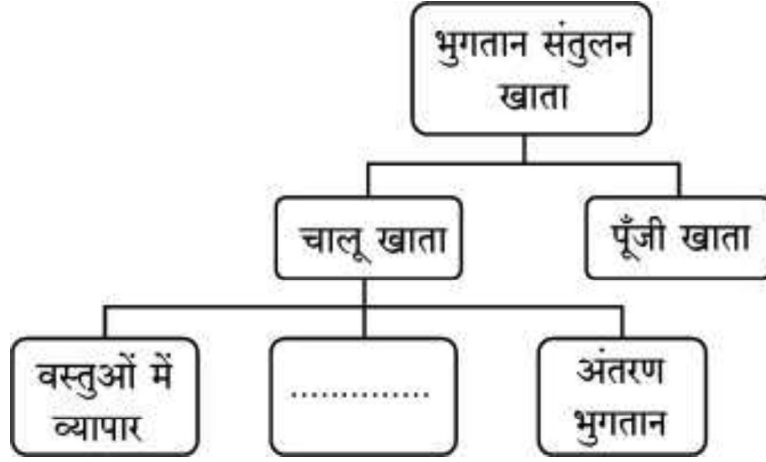 भुगतान संतुलन
खाता
चालू खाता
पूँजी खाता
वस्तुओं में
व्यापार
..............
अंतरण
भुगतान